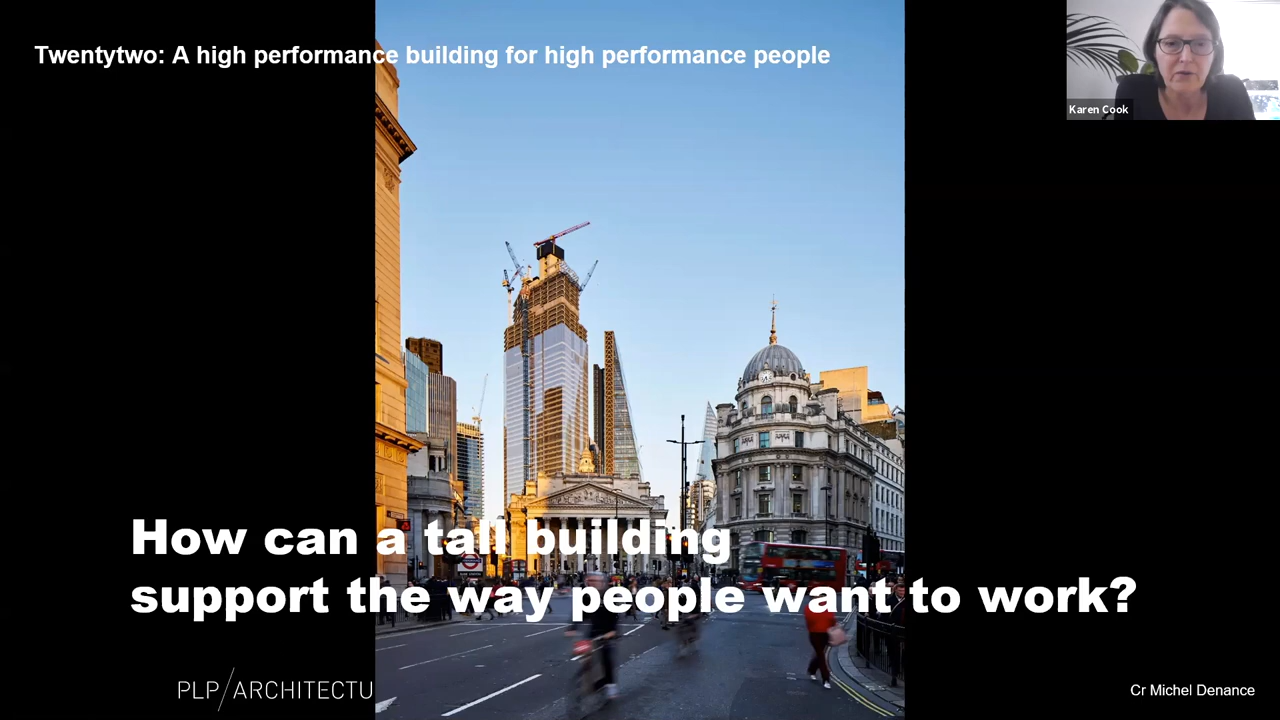 Twentytwo: A high performance building for high performance people
Karen Cook
How can a tall building
support the way people want to work?
PLP/ARCHITECTU
Cr Michel Denance